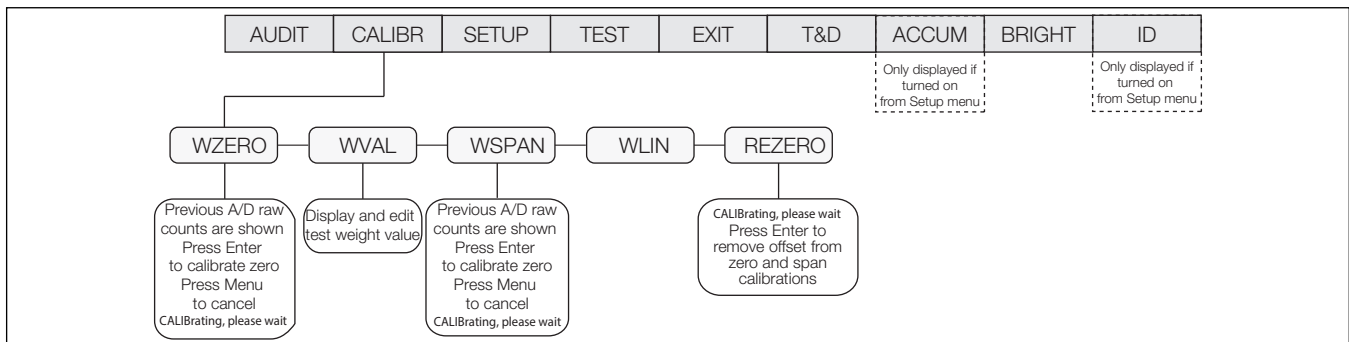 AUDIT CALIBR SETUP TEST EXIT T&D ACCUM BRIGHT ID
Only displayed if
turned on
from Setup menu
Only displayed if
turned on
from Setup menu
WZERO WVAL WSPAN WLIN REZERO
Previous A/D raw
counts are shown
Press Enter
to calibrate zero
Press Menu
to cancel
CALIBrating, please wait
Display and edit
test weight value
Previous A/D raw
counts are shown
Press Enter
to calibrate zero
Press Menu
to cancel
CALIBrating, please wait
CALIBrating, please wait
Press Enter to
remove offset from
zero and span
calibrations